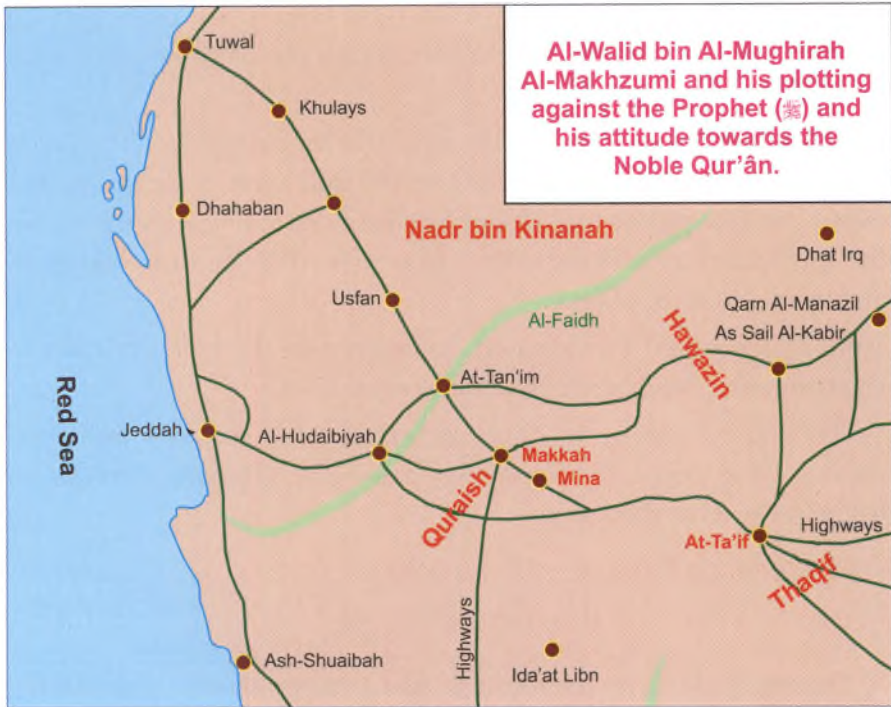 Al-Walid bin Al-Mughirah
Al-Makhzumi and his plotting
against the Prophet (ﷺ) and
his attitude towards the
Noble Qur’ân.
Tuwal
Khulays
Dhahaban
Nadr bin Kinanah
Dhat Irq
Usfan
Al-Faidh
Qarn Al-Manazil
As Sail Al-Kabir
Hawazin
At-Tan’im
Red Sea
Jeddah
Al-Hudaibiyah
Makkah
Mina
Quraish
At-Ta’if
Highways
Thaqif
Highways
Ash-Shuaibah
Ida’at Libn